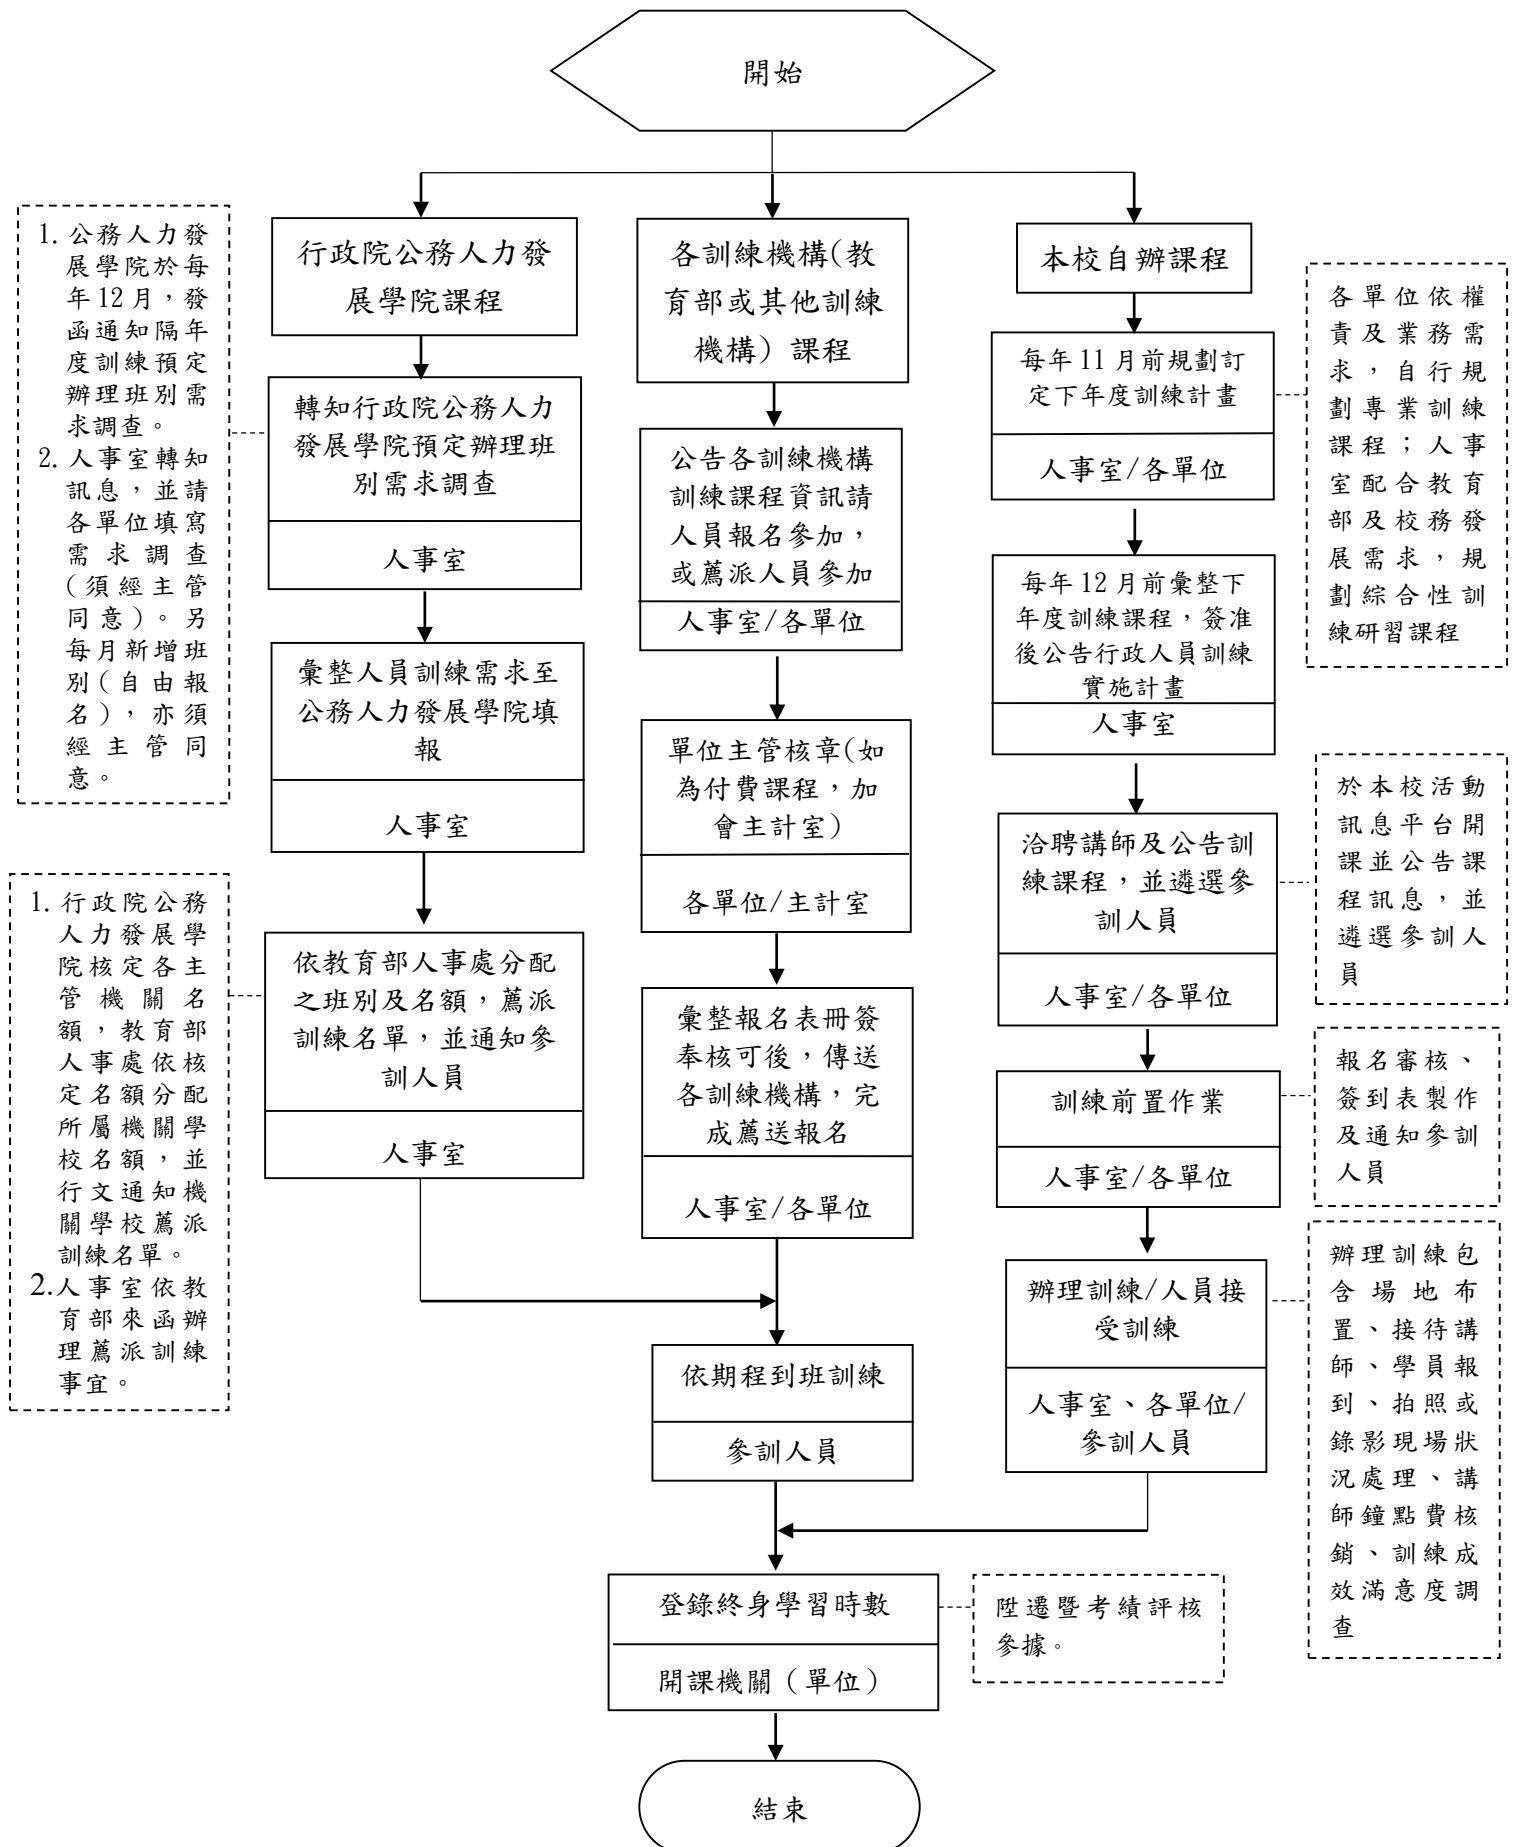 開始
1. 公務人力發
展學院於每
年12月，發
函通知隔年
度訓練預定
辦理班別需
求調查。
2. 人事室轉知
訊息，並請
各單位填寫
需求調查
（須經主管
同意）。另
每月新增班
別（自由報
名），亦須
經主管同
意。
行政院公務人力發
展學院課程
轉知行政院公務人力
發展學院預定辦理班
別需求調查
人事室
彙整人員訓練需求至
公務人力發展學院填
報
人事室
1. 行政院公務
人力發展學
院核定各主
管機關名
額，教育部
人事處依核
定名額分配
所屬機關學
校名額，並
行文通知機
關學校薦派
訓練名單。
2.人事室依教
育部來函辦
理薦派訓練
事宜。
依教育部人事處分配
之班別及名額，薦派
訓練名單，並通知參
訓人員
人事室
各訓練機構(教
育部或其他訓練
機構）課程
公告各訓練機構
訓練課程資訊請
人員報名參加，
或薦派人員參加
人事室/各單位
單位主管核章(如
為付費課程，加
會主計室)
各單位/主計室
彙整報名表冊簽
奉核可後，傳送
各訓練機構，完
成薦送報名
人事室/各單位
依期程到班訓練
參訓人員
本校自辦課程
每年11月前規劃訂
定下年度訓練計畫
人事室/各單位
各單位依權
責及業務需
求，自行規
劃專業訓練
課程；人事
室配合教育
部及校務發
展需求，規
劃綜合性訓
練研習課程
每年12月前彙整下
年度訓練課程，簽准
後公告行政人員訓練
實施計畫
人事室
洽聘講師及公告訓
練課程，並遴選參
訓人員
人事室/各單位
於本校活動
訊息平台開
課並公告課
程訊息，並
遴選參訓人
員
訓練前置作業
人事室/各單位
報名審核、
簽到表製作
及通知參訓
人員
辦理訓練/人員接
受訓練
人事室、各單位/
參訓人員
辦理訓練包
含場地布
置、接待講
師、學員報
到、拍照或
錄影現場狀
況處理、講
師鐘點費核
銷、訓練成
效滿意度調
查
登錄終身學習時數
開課機關（單位）
陞遷暨考績評核
參據。
結束